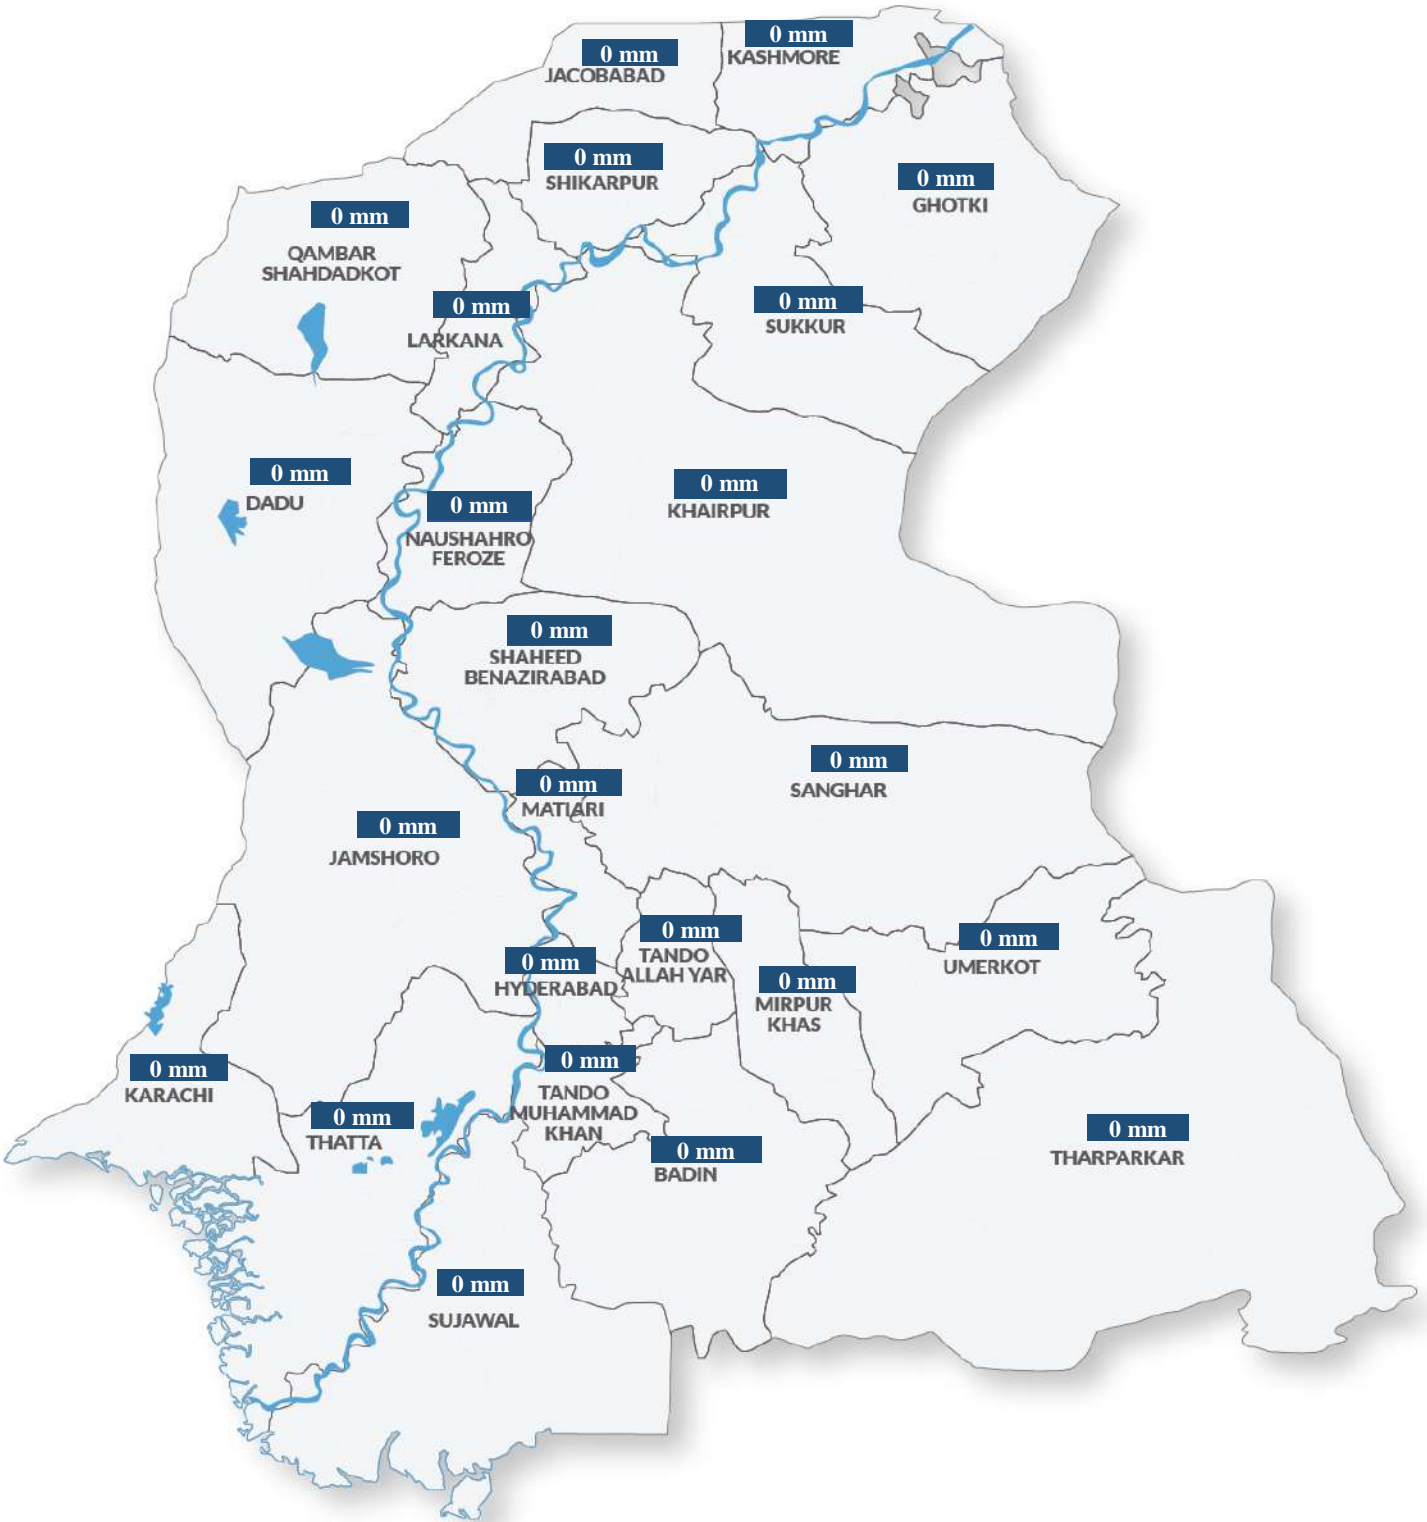 0 mm
KASHMORE
0 mm
JACOBABAD
0 mm
SHIKARPUR
0 mm
GHOTKI
0 mm
QAMBAR
SHAHDADKOT
0 mm
SUKKUR
0 mm
LARKANA
0 mm
DADU
0 mm
KHAIRPUR
0 mm
NAUSHAHRO
FEROZE
0 mm
SHAHEED
BENAZIRABAD
0 mm
SANGHAR
0 mm
MATIARI
0 mm
JAMSHORO
0 mm
TANDO
ALLAH YAR
0 mm
UMERKOT
0 mm
HYDERABAD
0 mm
MIRPUR
KHAS
0 mm
TANDO
MUHAMMAD
KHAN
0 mm
KARACHI
0 mm
THATTA
0 mm
THARPARKAR
0 mm
BADIN
0 mm
SUJAWAL